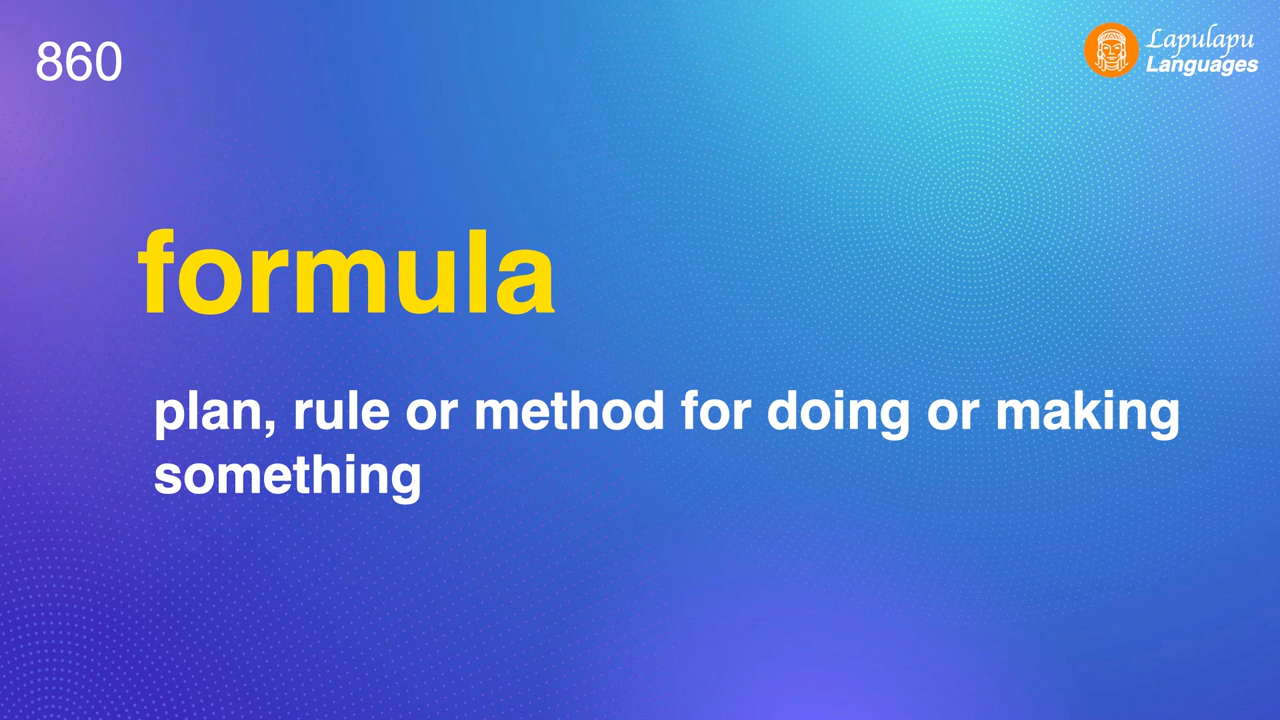 860
Lapulapu
Languages
formula
plan, rule or method for doing or making
something